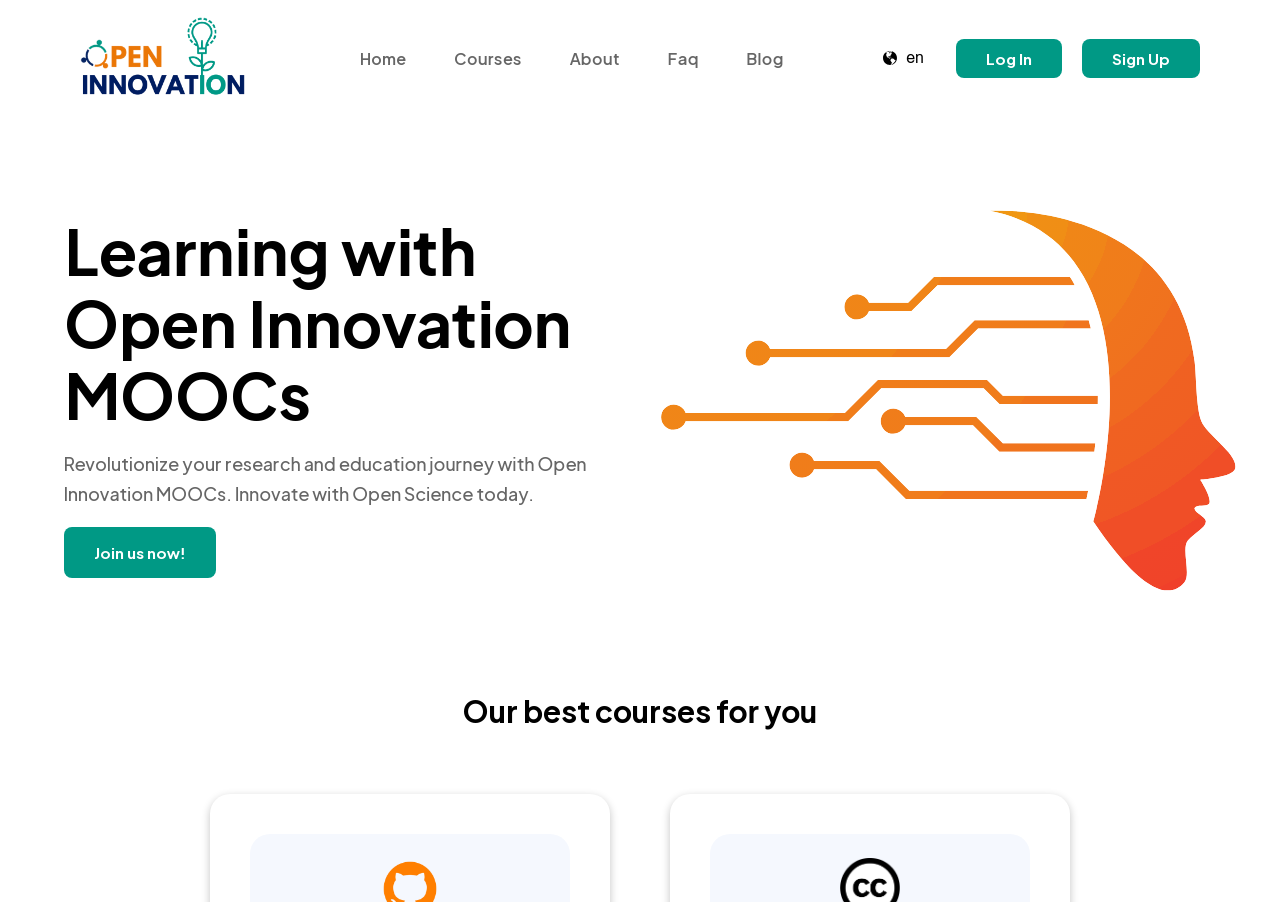 OPEN
INNOVATION
Home Courses About Faq Blog en Log In Sign Up
Learning with
Open Innovation
MOOCs
Revolutionize your research and education journey with Open
Innovation MOOCs. Innovate with Open Science today.
Join us now!
Our best courses for you
cc